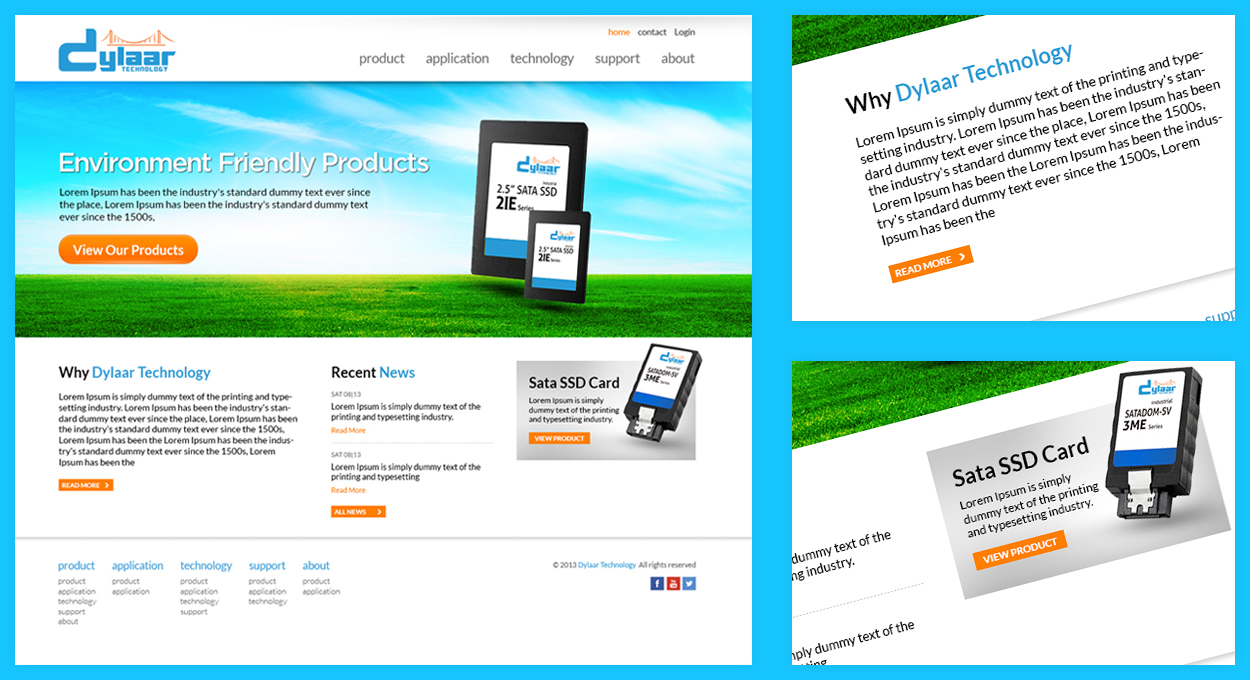 dylaar
TECHNOLOGY
home contact Login
product application technology support about
Environment Friendly Products
Lorem Ipsum has been the industry's standard dummy text ever since
the place, Lorem Ipsum has been the industry's standard dummy text
ever since the 1500s,
View Our Products
dylaar
2.5" SATA SSD
2IE Series
dylaar
2.5" SATA SSD
2IE Series
Why Dylaar Technology
Lorem Ipsum is simply dummy text of the printing and type-
setting industry. Lorem Ipsum has been the industry's stan-
dard dummy text ever since the place, Lorem Ipsum has been
the industry's standard dummy text ever since the 1500s,
Lorem Ipsum has been the Lorem Ipsum has been the indus-
try's standard dummy text ever since the 1500s, Lorem
Ipsum has been the
READ MORE
Recent News
SAT 08|13
Lorem Ipsum is simply dummy text of the
printing and typesetting industry.
Read More
SAT 08|13
Lorem Ipsum is simply dummy text of the
printing and typesetting
Read More
ALL NEWS
Sata SSD Card
Lorem Ipsum is simply
dummy text of the printing
and typesetting industry.
VIEW PRODUCT
dylaar
industrial
SATADOM-SV
3ME Series
product application technology support about
product product product product product
application application application application application
technology technology technology
support support
about
© 2013 Dylaar Technology All rights reserved
Why Dylaar Technology
Lorem Ipsum is simply dummy text of the printing and type-
setting industry. Lorem Ipsum has been the industry's stan-
dard dummy text ever since the place, Lorem Ipsum has been
the industry's standard dummy text ever since the 1500s,
Lorem Ipsum has been the Lorem Ipsum has been the indus-
try's standard dummy text ever since the 1500s, Lorem
Ipsum has been the
READ MORE
supp
dylaar
industrial
SATADOM-SV
3ME Series
Sata SSD Card
Lorem Ipsum is simply
dummy text of the printing
and typesetting industry.
VIEW PRODUCT
dummy text of the
ng industry.
mply dummy text of the